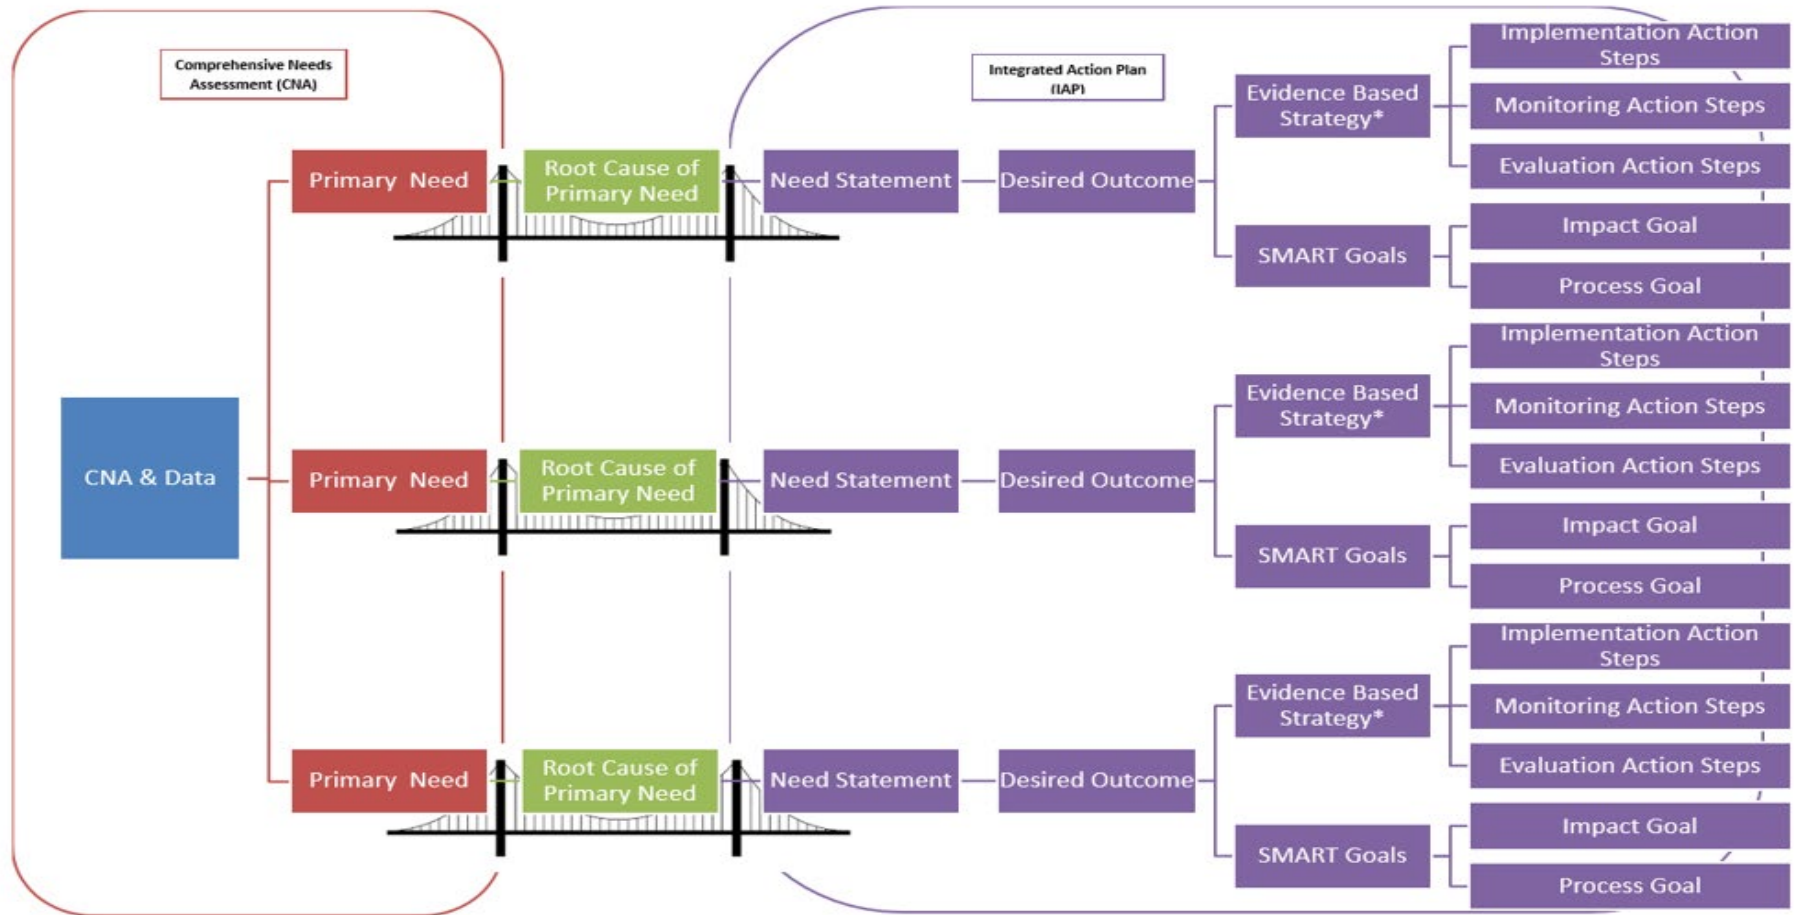 Comprehensive Needs
Assessment (CNA)
Integrated Action Plan
(IAP)
CNA & Data
Primary Need
Root Cause of
Primary Need
Need Statement
Desired Outcome
Evidence Based
Strategy*
Implementation Action
Steps
Monitoring Action Steps
Evaluation Action Steps
SMART Goals
Impact Goal
Process Goal
Primary Need
Root Cause of
Primary Need
Need Statement
Desired Outcome
Evidence Based
Strategy*
Implementation Action
Steps
Monitoring Action Steps
Evaluation Action Steps
SMART Goals
Impact Goal
Process Goal
Primary Need
Root Cause of
Primary Need
Need Statement
Desired Outcome
Evidence Based
Strategy*
Implementation Action
Steps
Monitoring Action Steps
Evaluation Action Steps
SMART Goals
Impact Goal
Process Goal